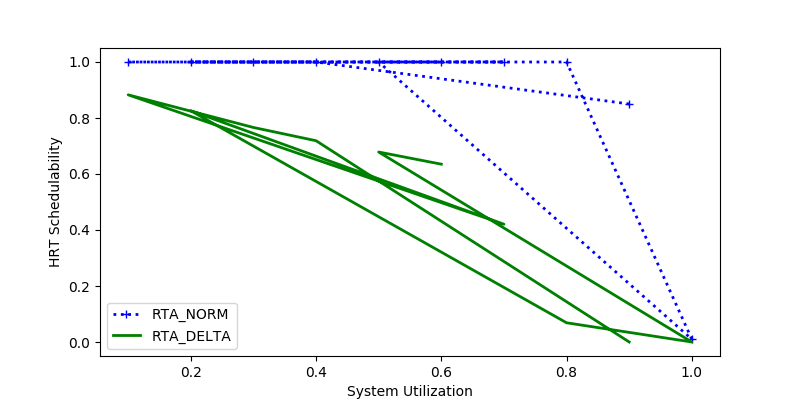 1.0
0.8
0.6
0.4
0.2
0.0
HRT Schedulability
RTA_NORM
RTA_DELTA
0.2 0.4 0.6 0.8 1.0
System Utilization